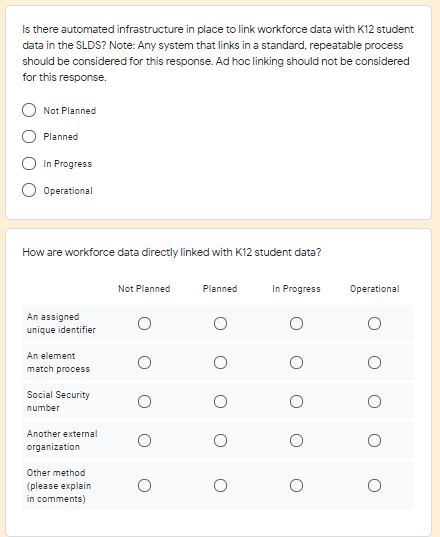 Is there automated infrastructure in place to link workforce data with K12 student
data in the SLDS? Note: Any system that links in a standard, repeatable process
should be considered for this response. Ad hoc linking should not be considered
for this response.
Not Planned
Planned
In Progress
Operational
How are workforce data directly linked with K12 student data?
Not Planned Planned In Progress Operational
An assigned
unique identifier
An element
match process
Social Security
number
Another external
organization
Other method
(please explain
in comments)